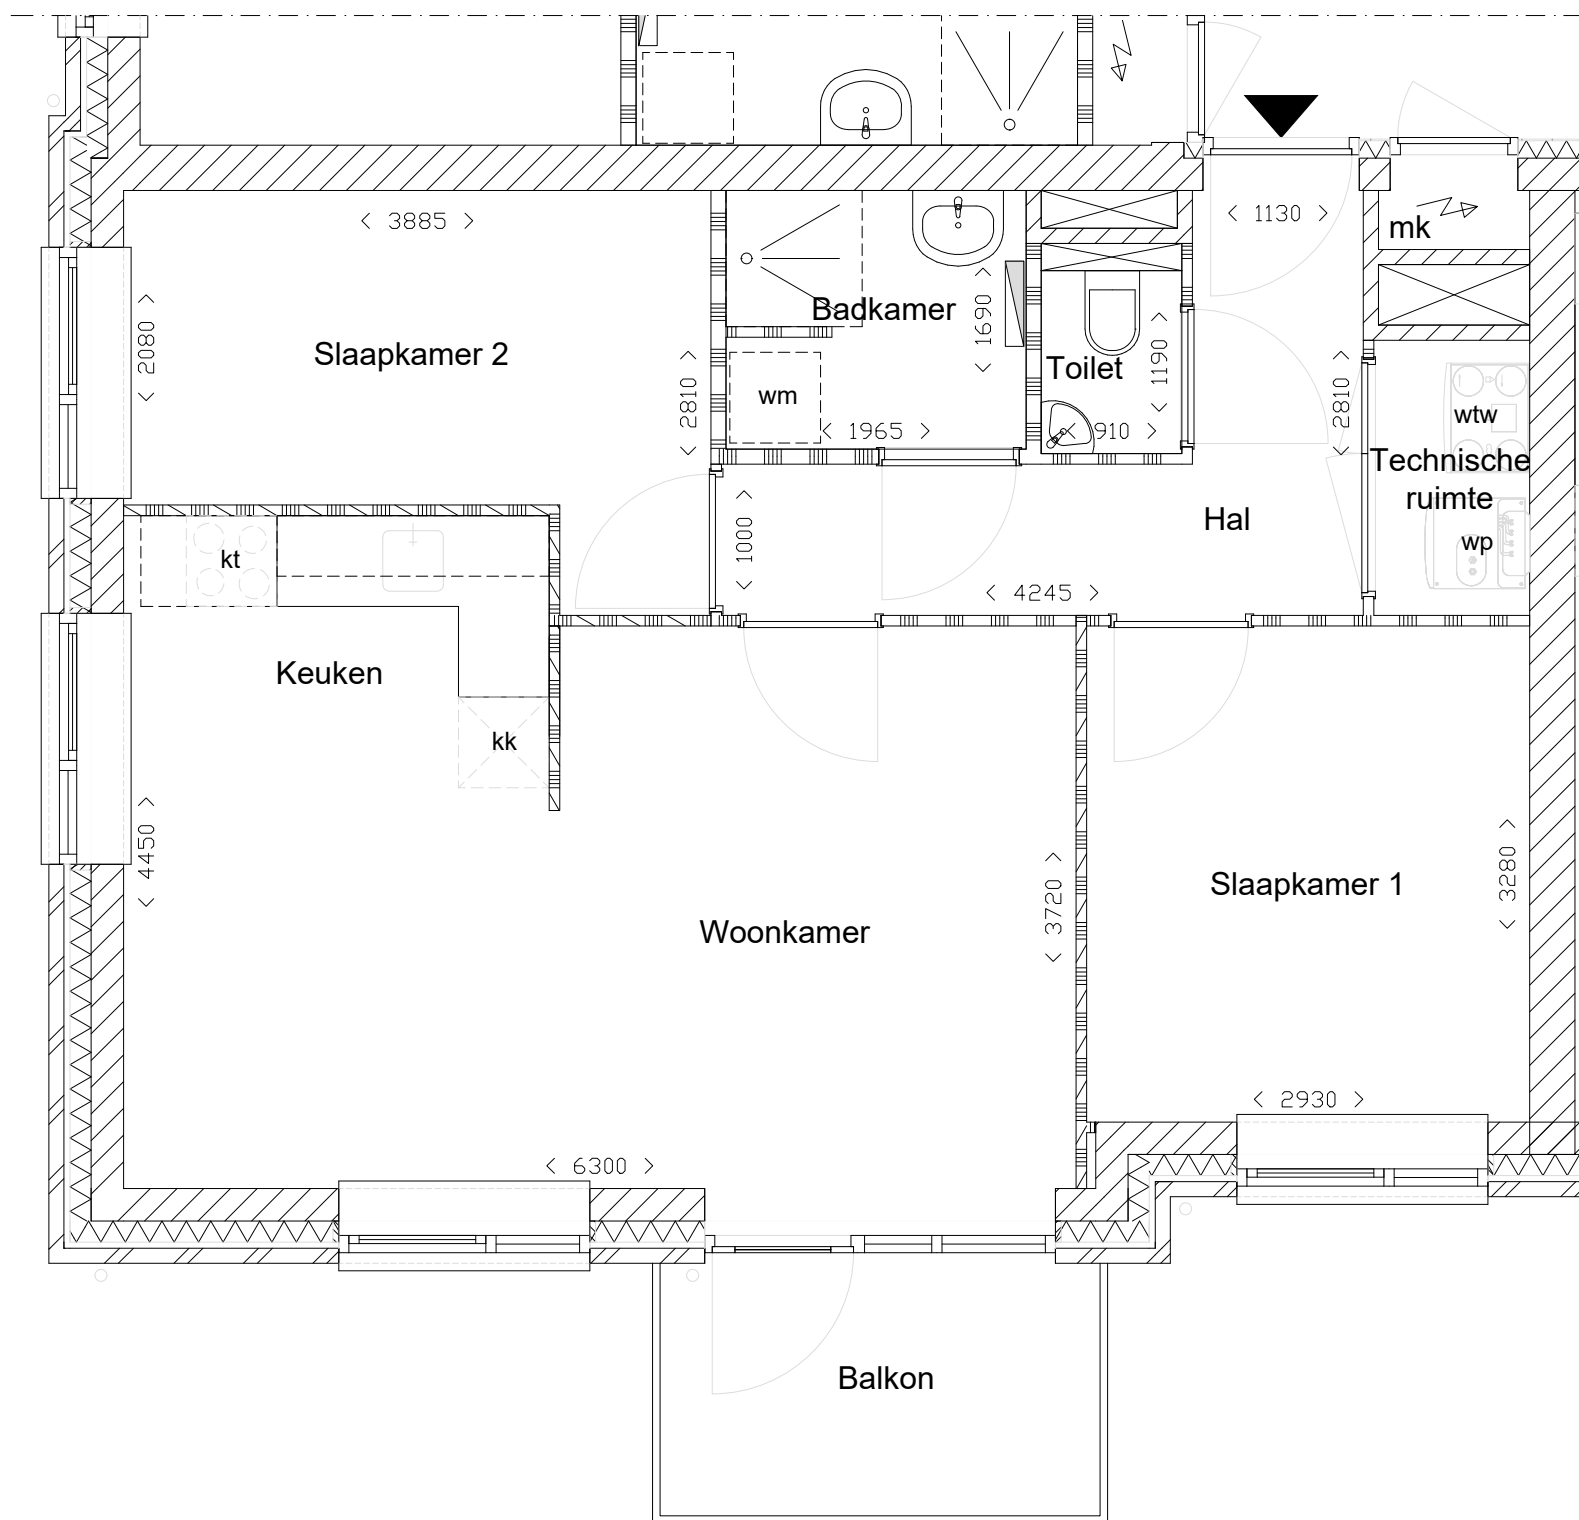 < 3885 >
< 1130 >
mk
Badkamer
< 1690 >
< 2080 >
Slaapkamer 2
< 2810 >
wm
Toilet
< 1190 >
< 2810 >
wtw
< 1965 >
< 910 >
Technische
ruimte
Hal
wp
kt
< 1000 >
< 4245 >
Keuken
kk
< 4450 >
< 3720 >
Slaapkamer 1
< 3280 >
Woonkamer
< 2930 >
< 6300 >
Balkon